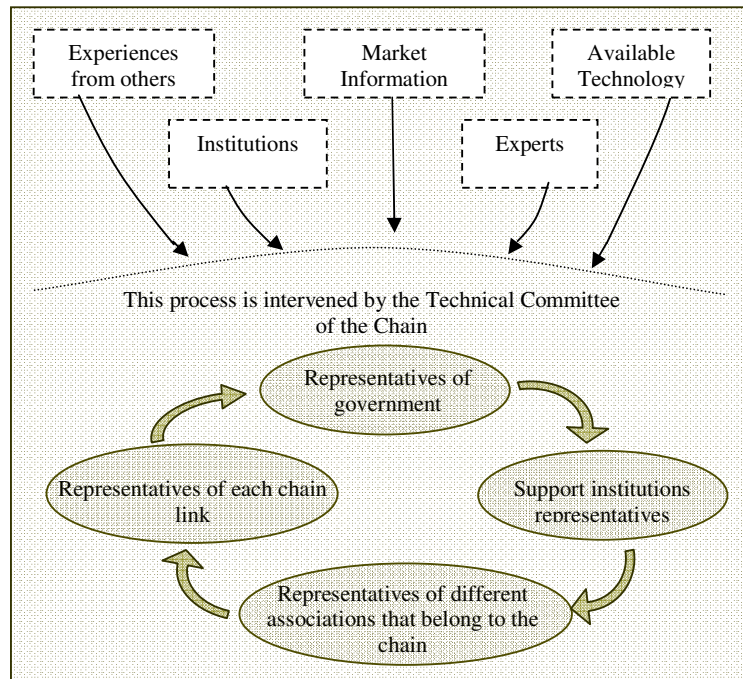 Experiences
from others
Market
Information
Available
Technology
Institutions
Experts
This process is intervened by the Technical Committee
of the Chain
Representatives of
government
Representatives of each chain
link
Support institutions
representatives
Representatives of different
associations that belong to the
chain